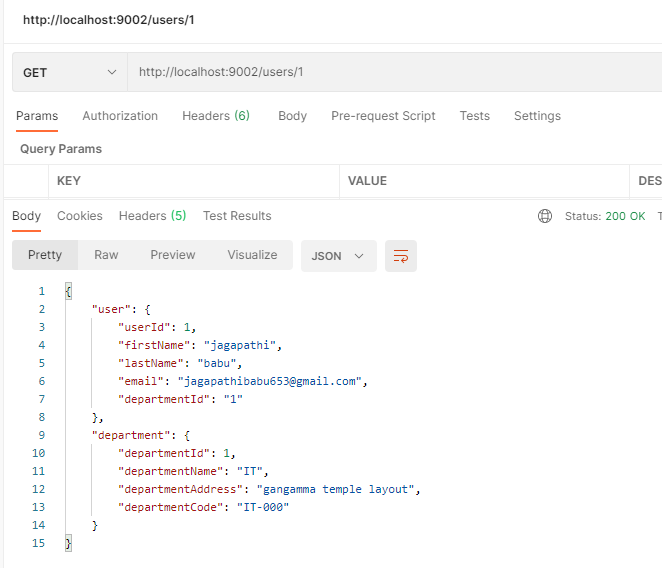 http://localhost:9002/users/1
GET http://localhost:9002/users/1
Params Authorization Headers (6) Body Pre-request Script Tests Settings
Query Params
KEY VALUE DES
Body Cookies Headers (5) Test Results Status: 200 OK T
Pretty Raw Preview Visualize JSON
1 {
2 "user": {
3 "userId": 1,
4 "firstName": "jagapathi",
5 "lastName": "babu",
6 "email": "jagapathibabu653@gmail.com",
7 "departmentId": "1"
8 },
9 "department": {
10 "departmentId": 1,
11 "departmentName": "IT",
12 "departmentAddress": "gangamma temple layout",
13 "departmentCode": "IT-000"
14 }
15 }